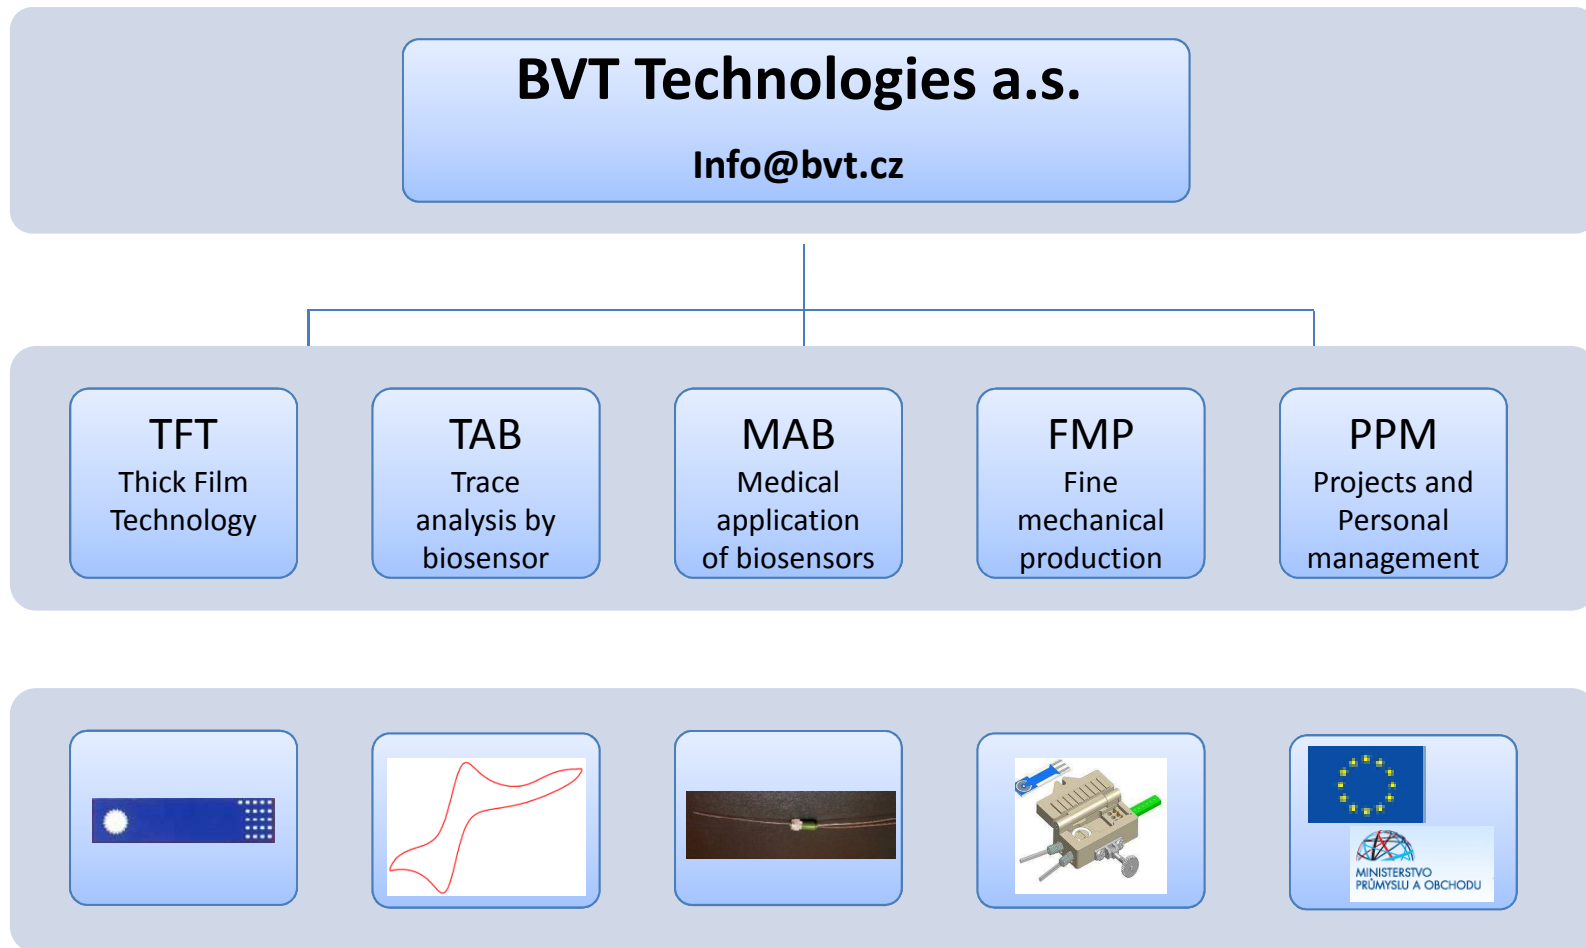 BVT Technologies a.s.
Info@bvt.cz
TFT
Thick Film
Technology
TAB
Trace
analysis by
biosensor
MAB
Medical
application
of biosensors
FMP
Fine
mechanical
production
PPM
Projects and
Personal
management
MINISTERSTVO
PRŮMYSLU A OBCHODU